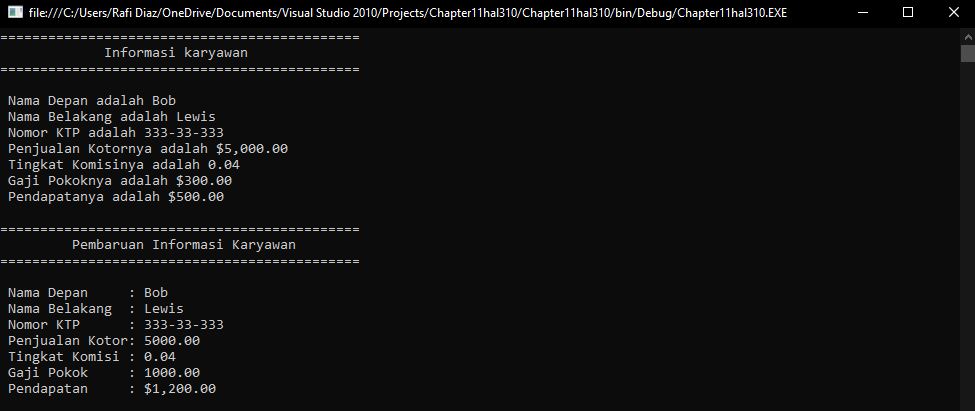 file:///C:/Users/Rafi Diaz/OneDrive/Documents/Visual Studio 2010/Projects/Chapter11hal310/Chapter11hal310/bin/Debug/Chapter11hal310.EXE
=============================================
Informasi karyawan
=============================================
Nama Depan adalah Bob
Nama Belakang adalah Lewis
Nomor KTP adalah 333-33-333
Penjualan Kotornya adalah $5,000.00
Tingkat Komisinya adalah 0.04
Gaji Pokoknya adalah $300.00
Pendapatanya adalah $500.00
=============================================
Pembaruan Informasi Karyawan
=============================================
Nama Depan     : Bob
Nama Belakang  : Lewis
Nomor KTP      : 333-33-333
Penjualan Kotor: 5000.00
Tingkat Komisi : 0.04
Gaji Pokok     : 1000.00
Pendapatan     : $1,200.00